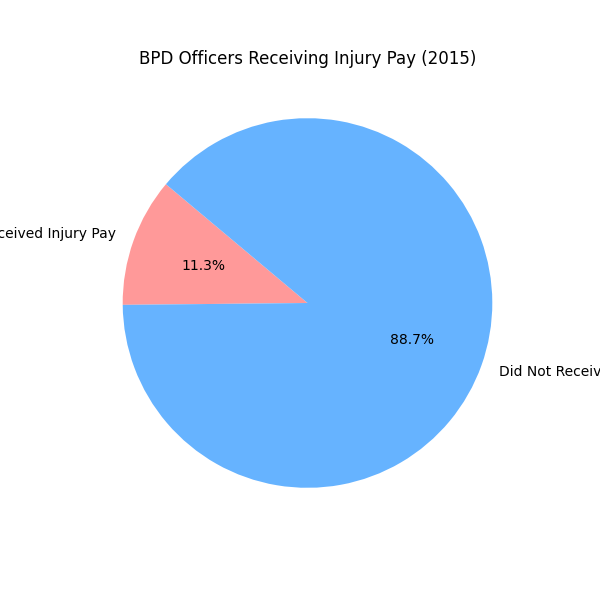 BPD Officers Receiving Injury Pay (2015)
ceived Injury Pay
11.3%
88.7%
Did Not Receiv